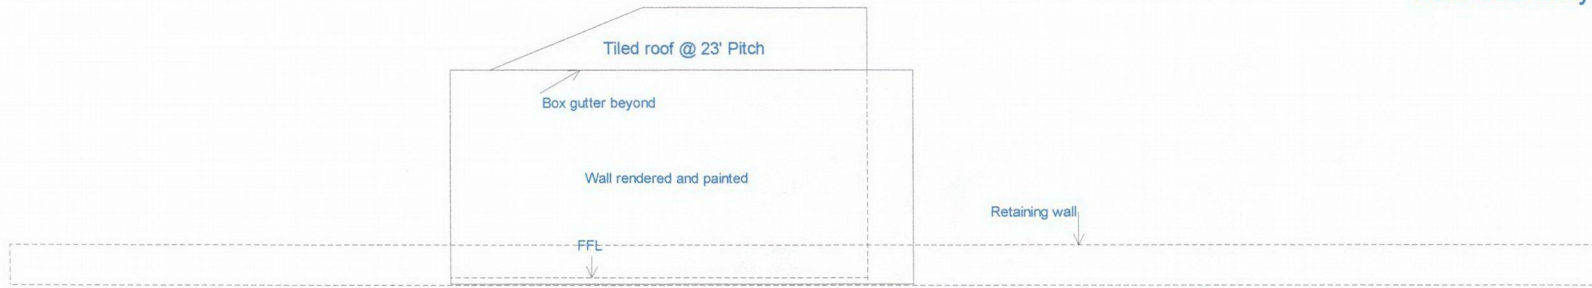 Tiled roof @ 23' Pitch
Box gutter beyond
Wall rendered and painted
Retaining wall
FFL